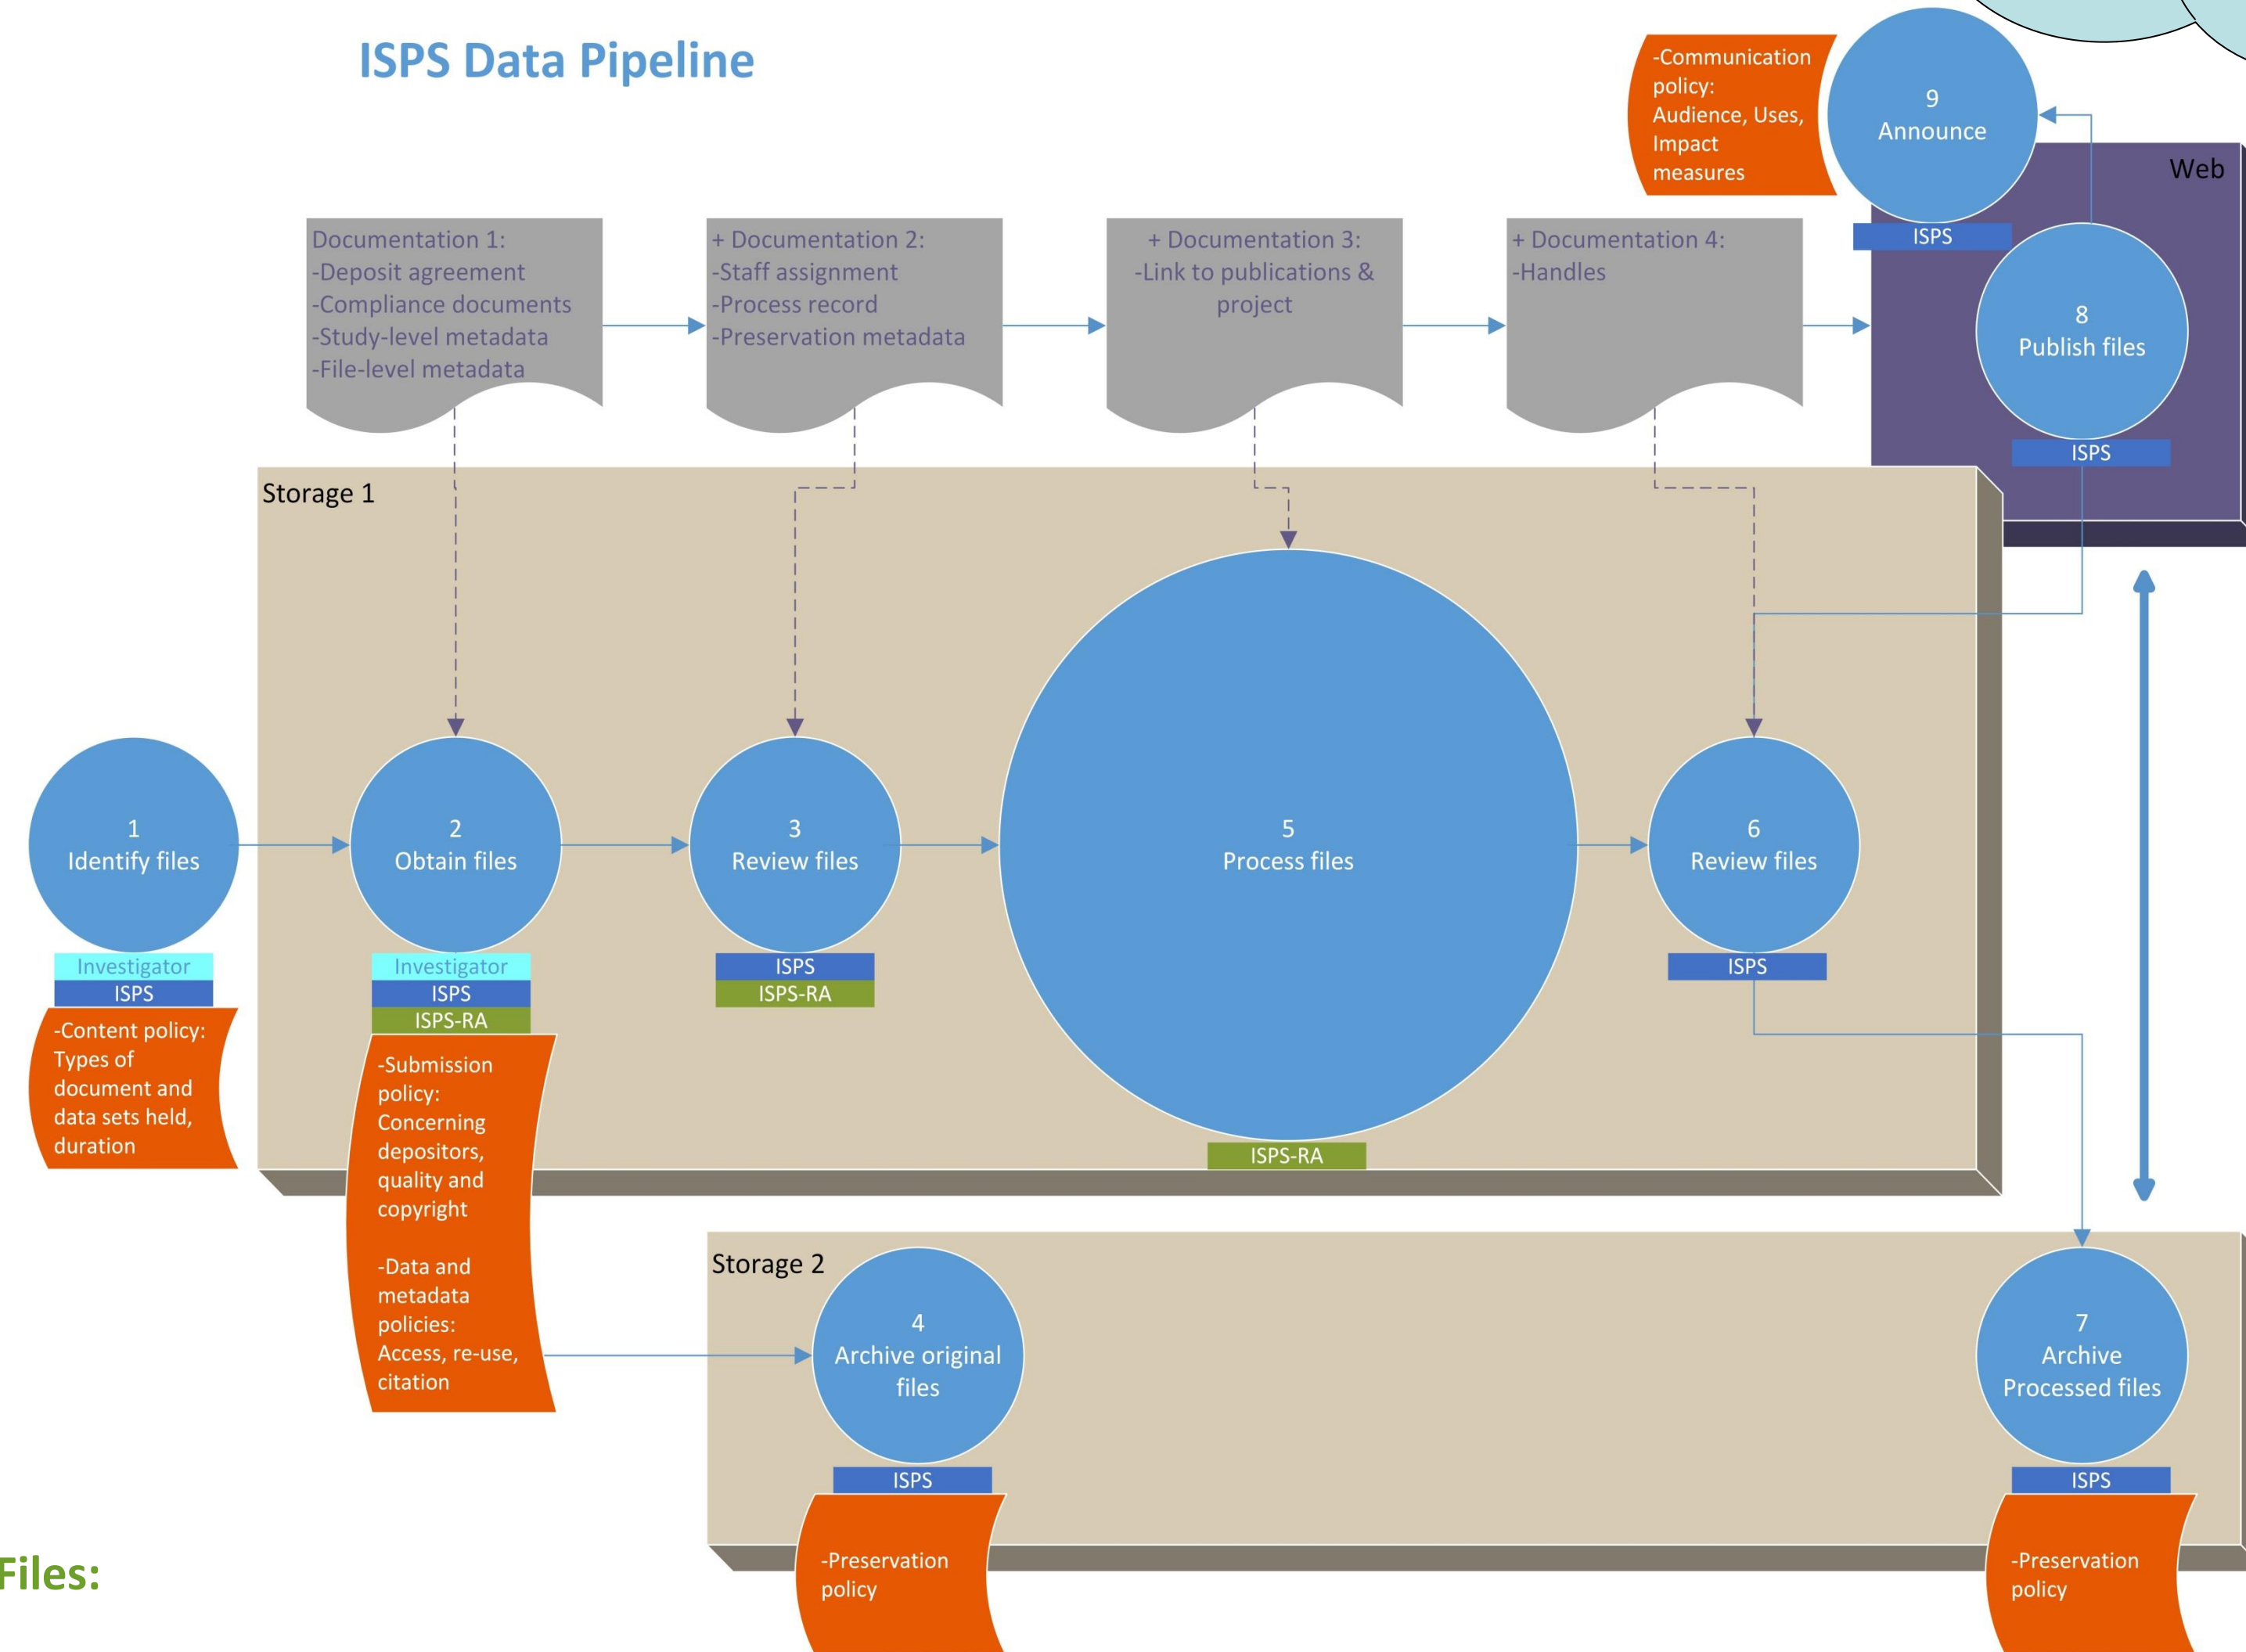 ISPS Data Pipeline
-Communication
policy:
Audience, Uses,
Impact
measures
9
Announce
ISPS
Web
8
Publish files
ISPS
Documentation 1:
-Deposit agreement
-Compliance documents
-Study-level metadata
-File-level metadata
+ Documentation 2:
-Staff assignment
-Process record
-Preservation metadata
+ Documentation 3:
-Link to publications &
project
+ Documentation 4:
-Handles
Storage 1
1
Identify files
Investigator
ISPS
-Content policy:
Types of
document and
data sets held,
duration
2
Obtain files
Investigator
ISPS
ISPS-RA
-Submission
policy:
Concerning
depositors,
quality and
copyright
-Data and
metadata
policies:
Access, re-use,
citation
3
Review files
ISPS
ISPS-RA
5
Process files
ISPS-RA
6
Review files
ISPS
Storage 2
4
Archive original
files
ISPS
-Preservation
policy
7
Archive
Processed files
ISPS
-Preservation
policy
Files: